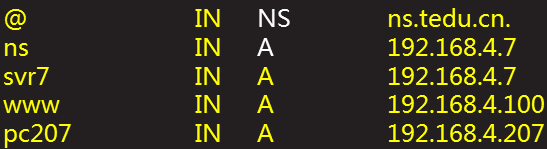 @ IN NS ns.tedu.cn.
ns IN A 192.168.4.7
svr7 IN A 192.168.4.7
www IN A 192.168.4.100
pc207 IN A 192.168.4.207